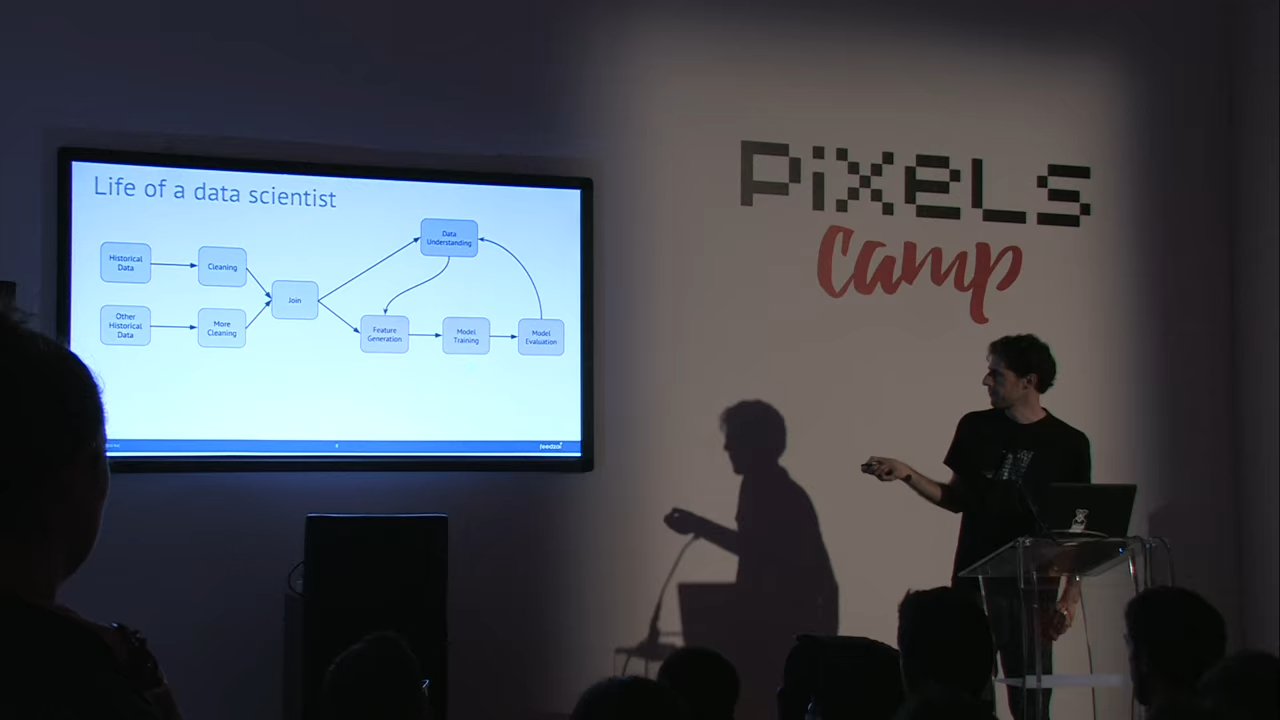 Life of a data scientist
Historical
Data
Cleaning
Other
Historical
Data
More
Cleaning
Join
Data
Understanding
Feature
Generation
Model
Training
Model
Evaluation
feedzai
PIXELS
Camp